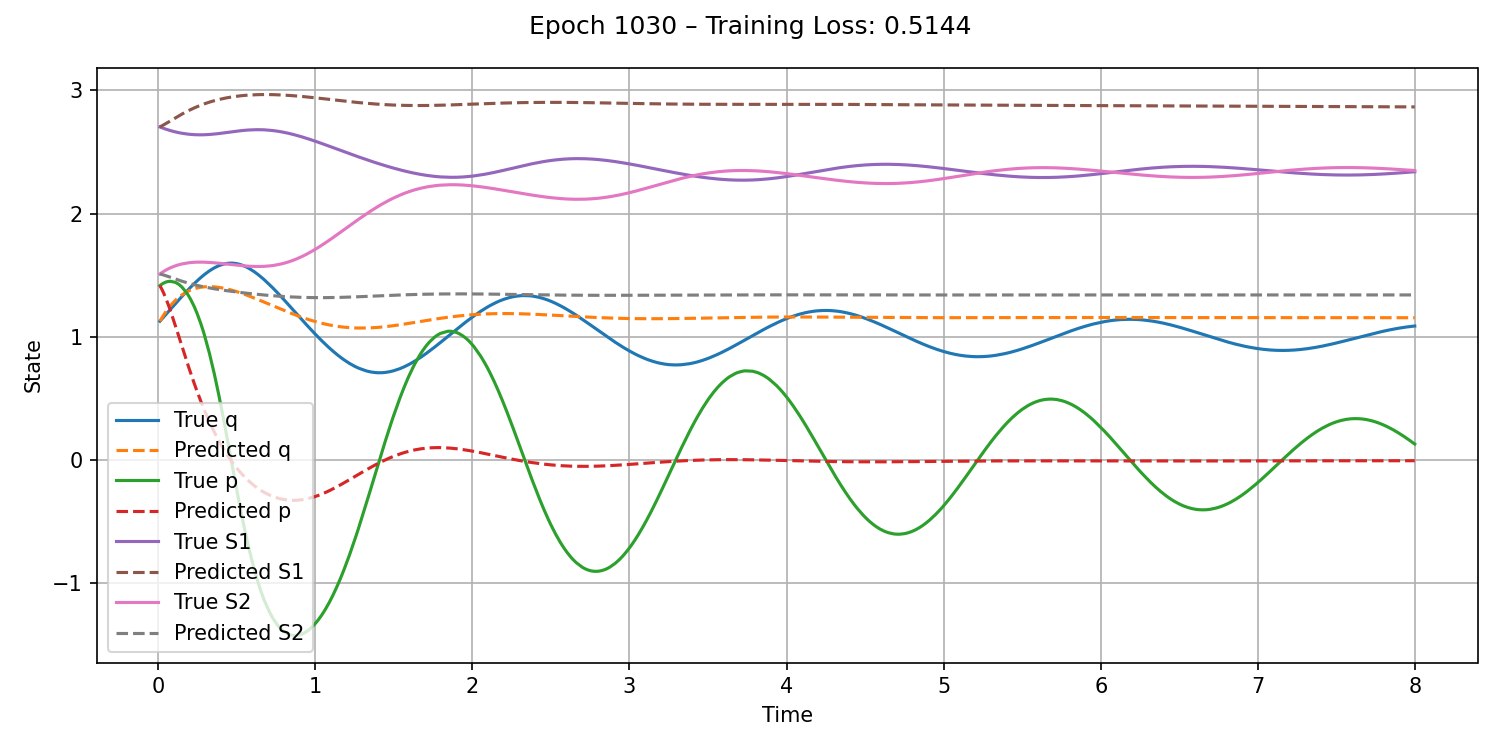 Epoch 1030 – Training Loss: 0.5144
3
2
1
0
−1
State
True q
Predicted q
True p
Predicted p
True S1
Predicted S1
True S2
Predicted S2
0 1 2 3 4 5 6 7 8
Time